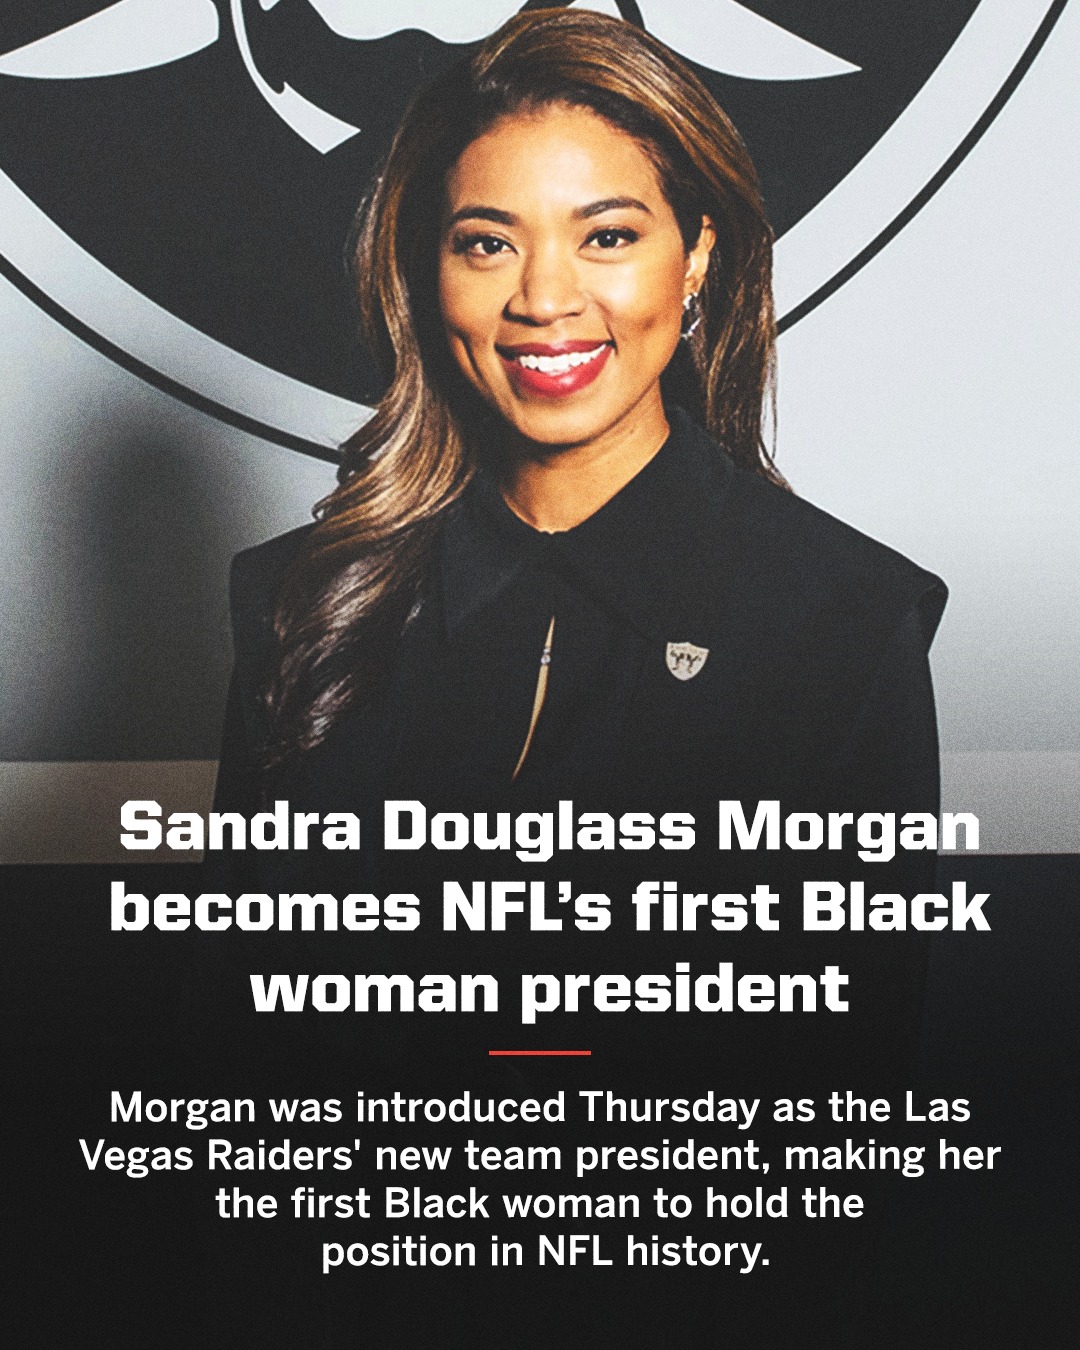 Sandra Douglass Morgan
becomes NFL’s first Black
woman president
Morgan was introduced Thursday as the Las
Vegas Raiders' new team president, making her
the first Black woman to hold the
position in NFL history.